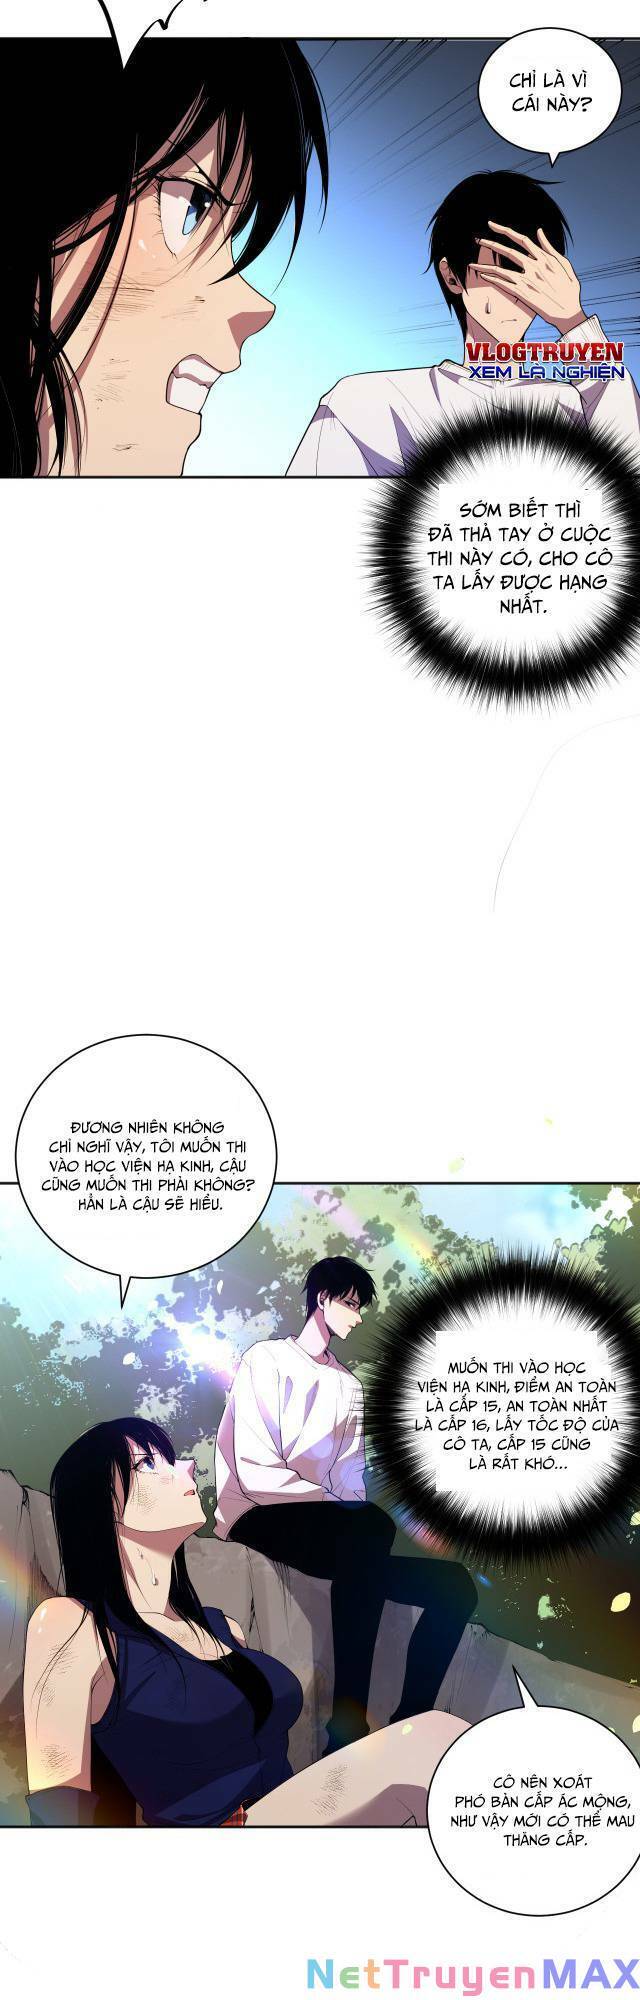 CHỈ LÀ VÌ
CÁI NÀY?
VLOGTRUYEN
XEM LÀ NGHIỆN
SỚM BIẾT THÌ
ĐÃ THẢ TAY Ở CUỘC
THI NÀY CÓ, CHO CÔ
TA LẤY ĐƯỢC HẠNG
NHẤT.
ĐƯƠNG NHIÊN KHÔNG
CHỈ NGHĨ VẬY, TÔI MUỐN THI
VÀO HỌC VIỆN HẠ KINH, CẬU
CŨNG MUỐN THI PHẢI KHÔNG?
HẲN LÀ CẬU SẼ HIỂU.
MUỐN THI VÀO HỌC
VIỆN HẠ KINH, ĐIỂM AN TOÀN
LÀ CẤP 15, AN TOÀN NHẤT
LÀ CẤP 16, LẤY TỐC ĐỘ CỦA
CÔ TA, CẤP 15 CŨNG
LÀ RẤT KHÓ...
CÔ NÊN XOÁT
PHÓ BẢN CẤP ÁC MỘNG,
NHƯ VẬY MỚI CÓ THỂ MAU
THĂNG CẤP.
NetTruyenMAX